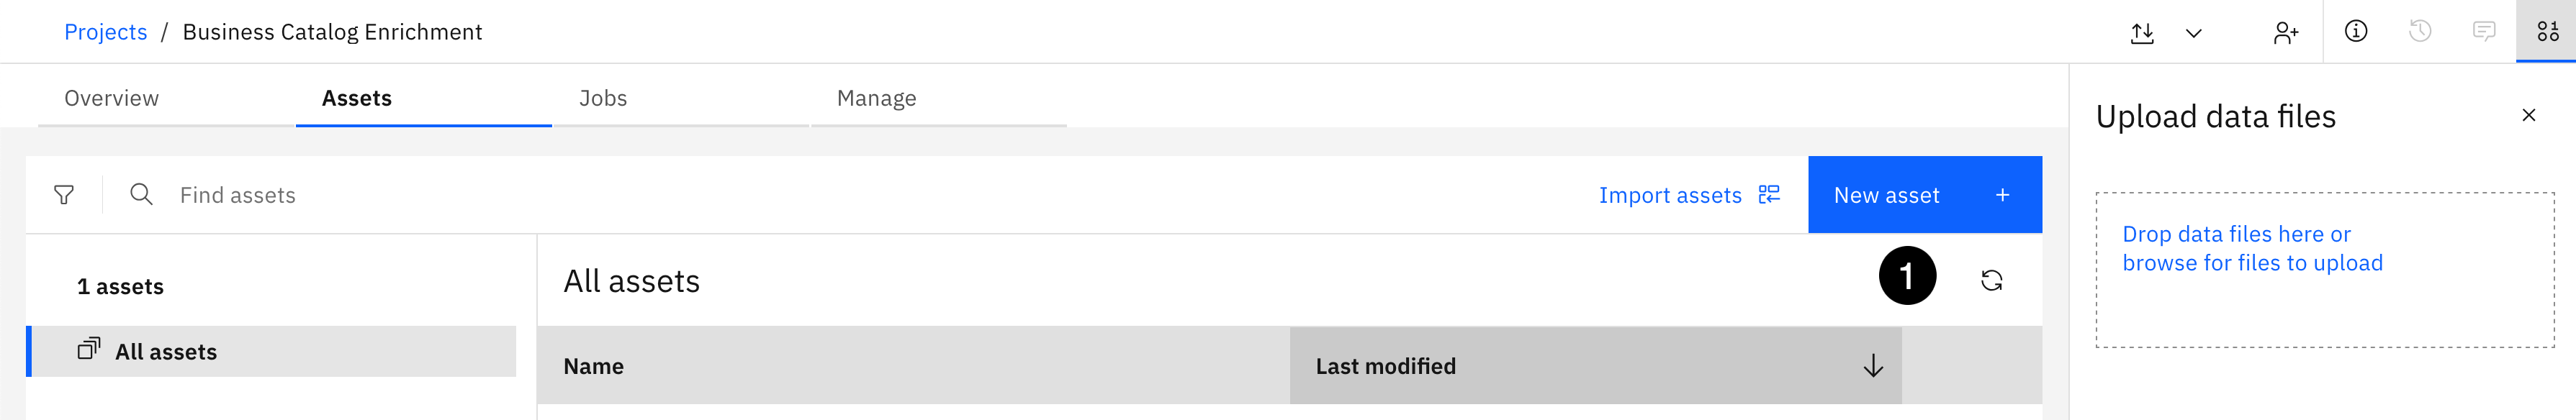 Projects / Business Catalog Enrichment
Overview
Assets
Jobs
Manage
Find assets
Import assets
New asset +
1 assets
All assets
All assets
1
Name
Last modified
Upload data files
Drop data files here or
browse for files to upload